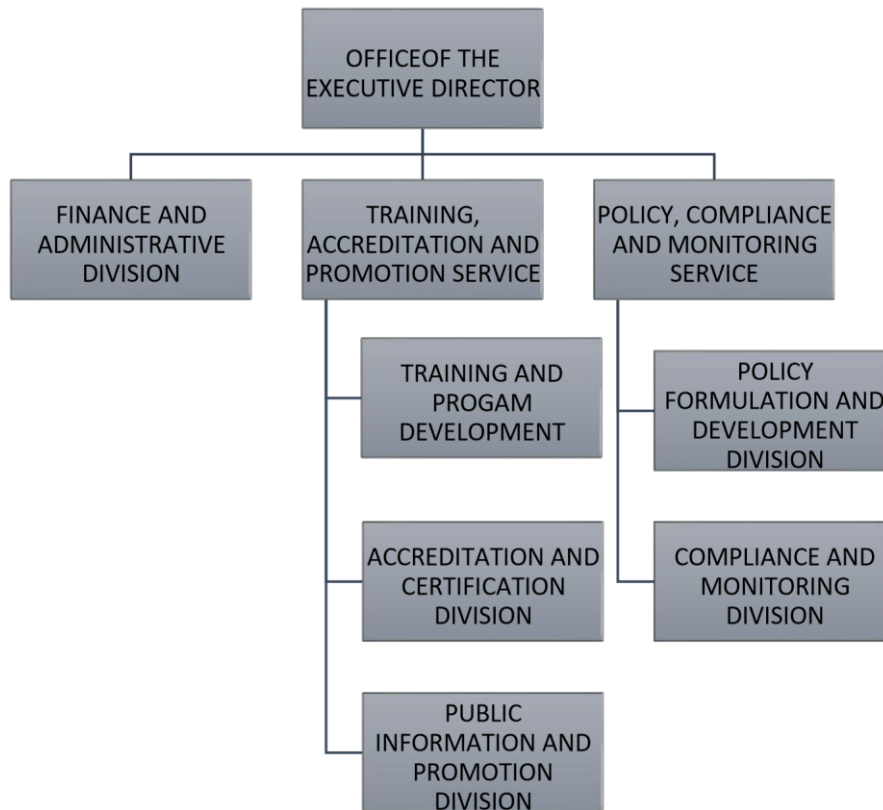 OFFICEOF THE
EXECUTIVE DIRECTOR
FINANCE AND
ADMINISTRATIVE
DIVISION
TRAINING,
ACCREDITATION AND
PROMOTION SERVICE
POLICY, COMPLIANCE
AND MONITORING
SERVICE
TRAINING AND
PROGAM
DEVELOPMENT
ACCREDITATION AND
CERTIFICATION
DIVISION
PUBLIC
INFORMATION AND
PROMOTION
DIVISION
POLICY
FORMULATION AND
DEVELOPMENT
DIVISION
COMPLIANCE AND
MONITORING
DIVISION